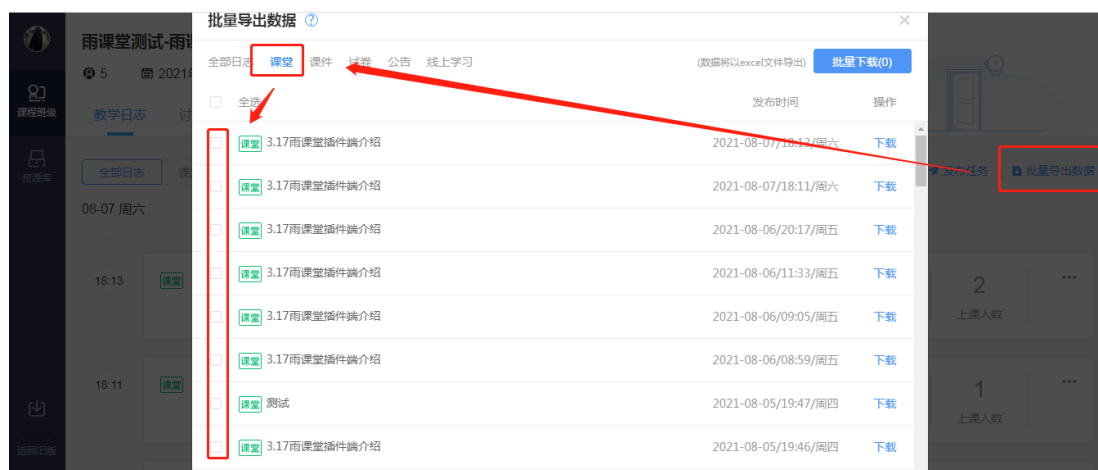 批量导出数据 ?
雨课堂测试-雨
5 2021
课程班级
教学日志 讨
资源库
全部日志
发布任务 批量导出数据
08-07 周六
全部日志 课堂 课件 试卷 公告 线上学习 (数据将以excel文件导出) 批量下载(0)
全选 发布时间 操作
课堂 3.17雨课堂插件端介绍 2021-08-07/18:13/周六 下载
课堂 3.17雨课堂插件端介绍 2021-08-07/18:11/周六 下载
课堂 3.17雨课堂插件端介绍 2021-08-06/20:17/周五 下载
课堂 3.17雨课堂插件端介绍 2021-08-06/11:33/周五 下载
课堂 3.17雨课堂插件端介绍 2021-08-06/09:05/周五 下载
课堂 3.17雨课堂插件端介绍 2021-08-06/08:59/周五 下载
课堂 测试 2021-08-05/19:47/周四 下载
课堂 3.17雨课堂插件端介绍 2021-08-05/19:46/周四 下载
18:13 课堂
2
上课人数
18:11 课堂
1
上课人数
返回旧版